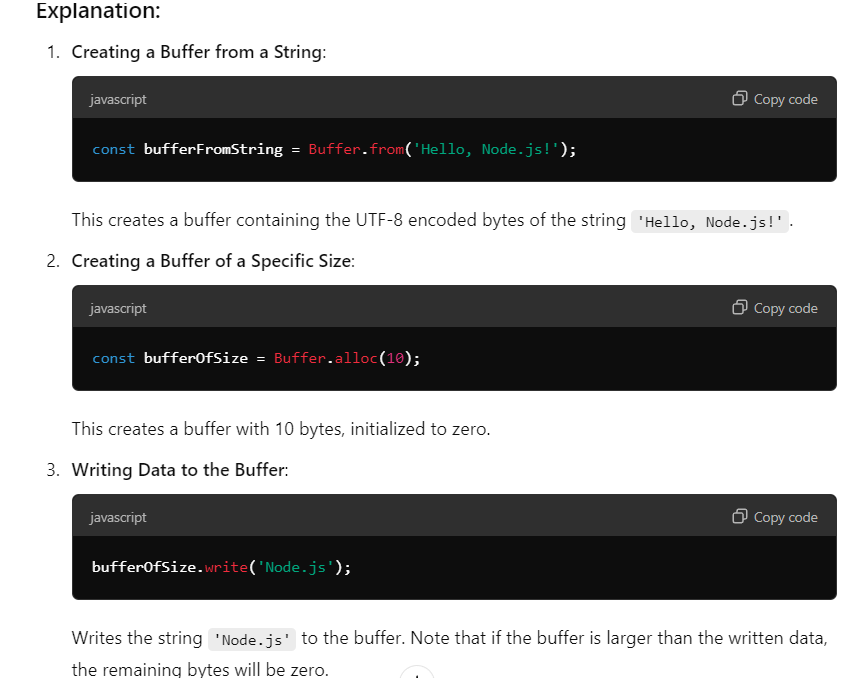 Explanation:
1. Creating a Buffer from a String:
javascript
Copy code
const bufferFromString = Buffer.from('Hello, Node.js!');
This creates a buffer containing the UTF-8 encoded bytes of the string 'Hello, Node.js!'.
2. Creating a Buffer of a Specific Size:
javascript
Copy code
const bufferOfSize = Buffer.alloc(10);
This creates a buffer with 10 bytes, initialized to zero.
3. Writing Data to the Buffer:
javascript
Copy code
bufferOfSize.write('Node.js');
Writes the string 'Node.js' to the buffer. Note that if the buffer is larger than the written data,
the remaining bytes will be zero.